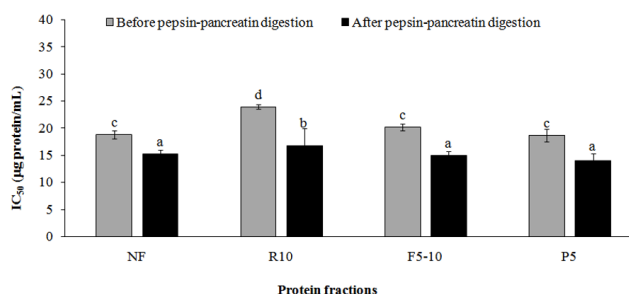 40
Before pepsin-pancreatin digestion
After pepsin-pancreatin digestion
35
30
25
20
15
10
5
0
IC50 (µg protein/mL)
c
a
d
b
c
a
c
a
NF
R10
F5-10
P5
Protein fractions